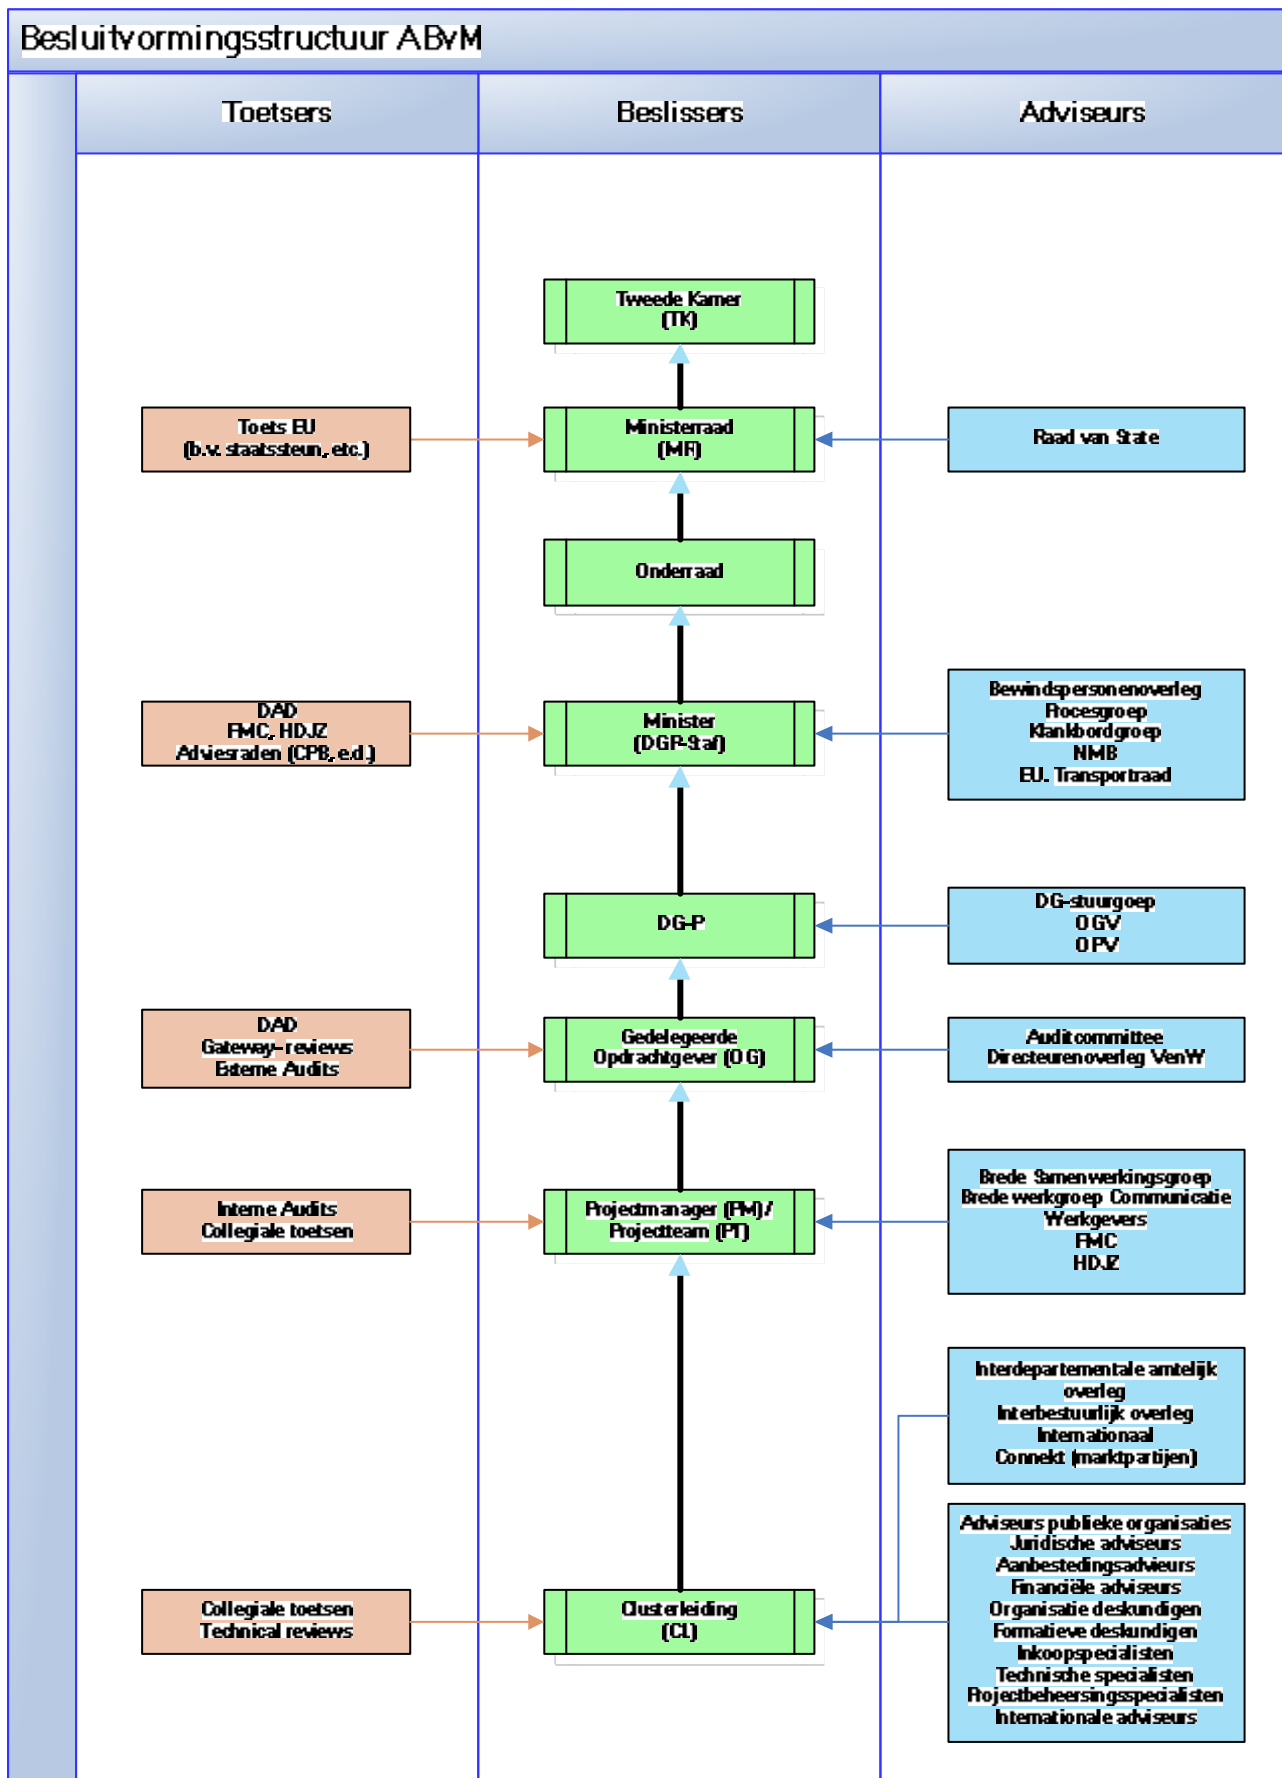 Besluitvormingsstructuur ABvM
Toetsers
Beslissers
Adviseurs
Tweede Kamer
(TK)
Toets EU
(b.v. staatssteun, etc.)
Ministerraad
(MR)
Raad van State
Onderraad
DAD
FMC, HDJZ
Adviesraden (CPB, e.d.)
Minister
(DGP-Staf)
Bewindspersonenoverleg
Procesgroep
Klankbordgroep
NMB
EU. Transportraad
DG-P
DG-stuurgoep
OGV
OPV
DAD
Gateway-reviews
Externe Audits
Gedelegeerde
Opdrachtgever (OG)
Auditcommittee
Directeurenoverleg VenW
Interne Audits
Collegiale toetsen
Projectmanager (PM)/
Projectteam (PT)
Brede Samenwerkingsgroep
Brede werkgroep Communicatie
Werkgevers
FMC
HDJZ
Interdepartementale amtelijk
overleg
Interbestuurlijk overleg
Internationaal
Connekt (marktpartijen)
Collegiale toetsen
Technical reviews
Clusterleiding
(CL)
Adviseurs publieke organisaties
Juridische adviseurs
Aanbestedingsadvieurs
Financiële adviseurs
Organisatie deskundigen
Formatieve deskundigen
Inkoopspecialisten
Technische specialisten
Projectbeheersingsspecialisten
Internationale adviseurs